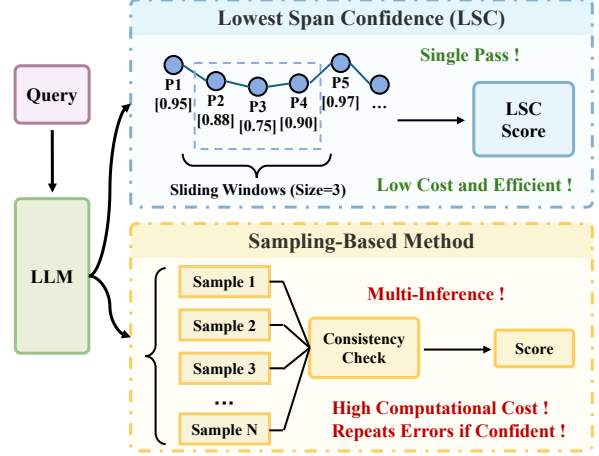 Lowest Span Confidence (LSC)
Query
LLM
P1
[0.95]
P2
[0.88]
P3
[0.75]
P4
[0.90]
P5
[0.97]
...
Single Pass !
LSC
Score
Sliding Windows (Size=3)
Low Cost and Efficient !
Sampling-Based Method
Sample 1
Sample 2
Sample 3
...
Sample N
Multi-Inference !
Consistency
Check
Score
High Computational Cost !
Repeats Errors if Confident !